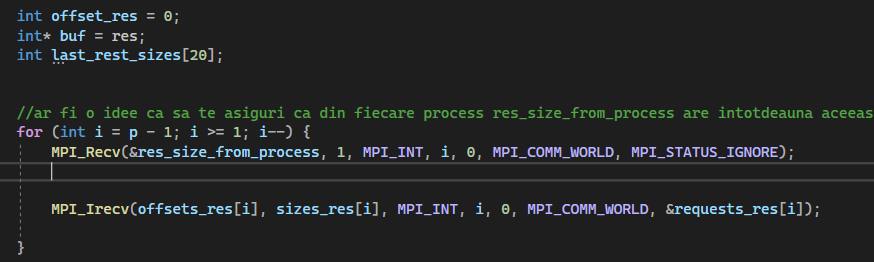 int offset_res = 0;
int* buf = res;
int last_rest_sizes[20];
//ar fi o idee ca sa te asiguri ca din fiecare process res_size_from_process are intotdeauna aceeas
for (int i = p - 1; i >= 1; i--) {
MPI_Recv(&res_size_from_process, 1, MPI_INT, i, 0, MPI_COMM_WORLD, MPI_STATUS_IGNORE);
MPI_Irecv(offsets_res[i], sizes_res[i], MPI_INT, i, 0, MPI_COMM_WORLD, &requests_res[i]);
}